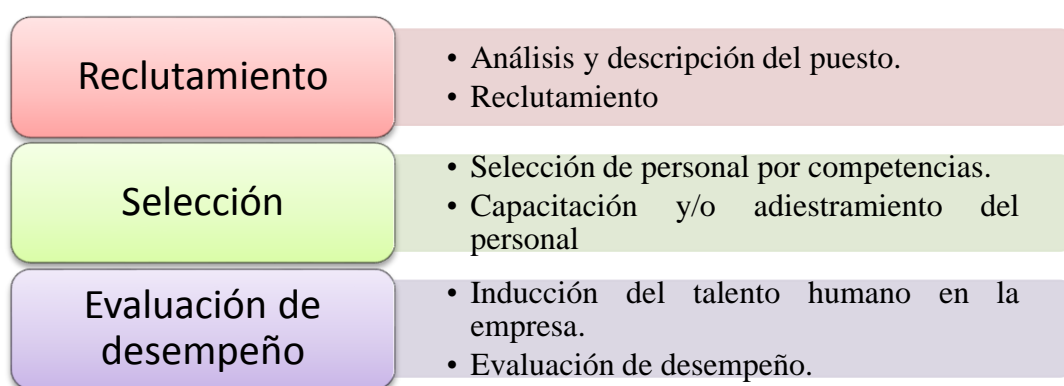 Reclutamiento
• Análisis y descripción del puesto.
• Reclutamiento
Selección
• Selección de personal por competencias.
• Capacitación y/o adiestramiento del
personal
Evaluación de
desempeño
• Inducción del talento humano en la
empresa.
• Evaluación de desempeño.